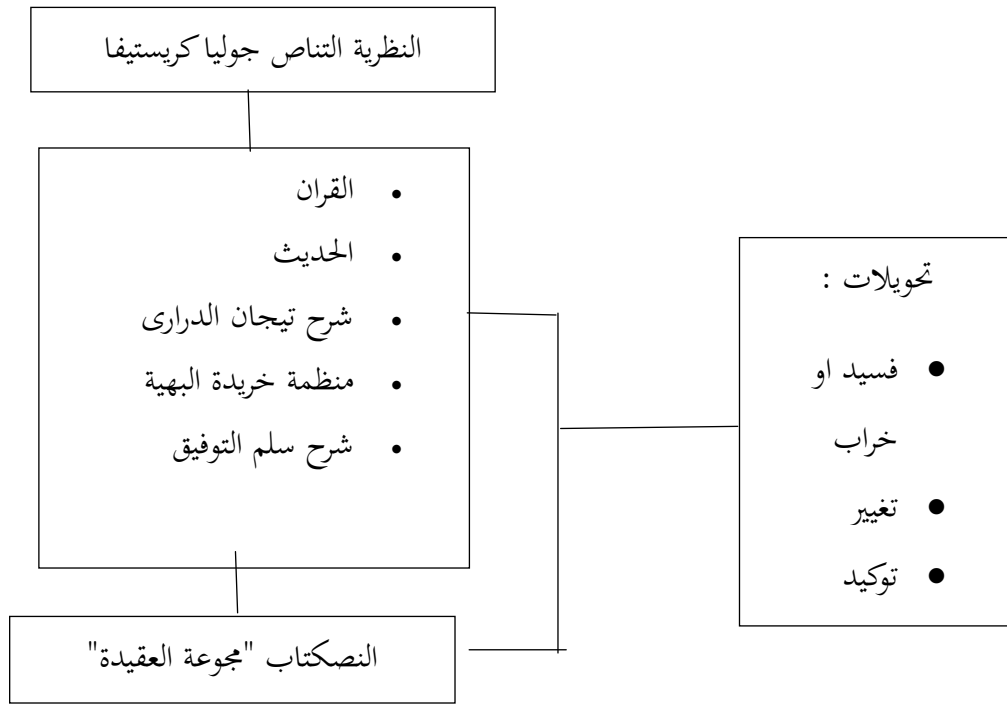 النظرية التناص جوليا كريستيفا
• القران
• الحديث
• شرح تيجان الدرارى
• منظمة خريدة البهية
• شرح سلم التوفيق
تحويلات :
● فسيد او
خراب
● تغيير
● توكيد
النصكتاب "مجوعة العقيدة"